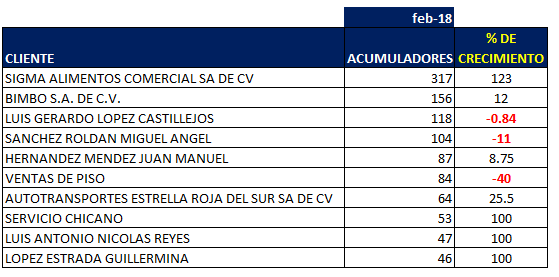 feb-18
CLIENTE ACUMULADORES % DE CRECIMIENTO
SIGMA ALIMENTOS COMERCIAL SA DE CV 317 123
BIMBO S.A. DE C.V. 156 12
LUIS GERARDO LOPEZ CASTILLEJOS 118 -0.84
SANCHEZ ROLDAN MIGUEL ANGEL 104 -11
HERNANDEZ MENDEZ JUAN MANUEL 87 8.75
VENTAS DE PISO 84 -40
AUTOTRANSPORTES ESTRELLA ROJA DEL SUR SA DE CV 64 25.5
SERVICIO CHICANO 53 100
LUIS ANTONIO NICOLAS REYES 47 100
LOPEZ ESTRADA GUILLERMINA 46 100